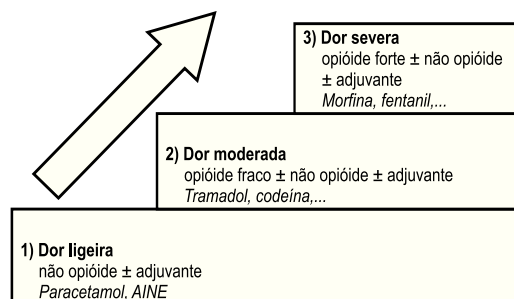 3) Dor severa
opióide forte ± não opióide
± adjuvante
Morfina, fentanil,...
2) Dor moderada
opióide fraco ± não opióide ± adjuvante
Tramadol, codeína,...
1) Dor ligeira
não opióide ± adjuvante
Paracetamol, AINE